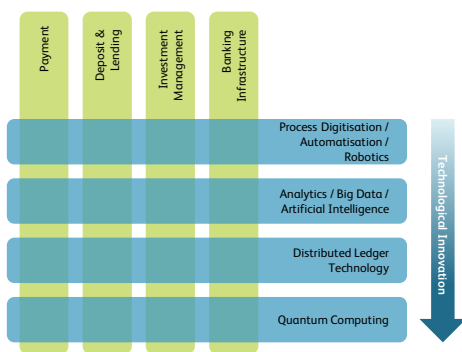 Payment
Deposit &
Lending
Investment
Management
Banking
Infrastructure
Process Digitisation /
Automatisation /
Robotics
Analytics / Big Data /
Artificial Intelligence
Distributed Ledger
Technology
Quantum Computing
Technological Innovation